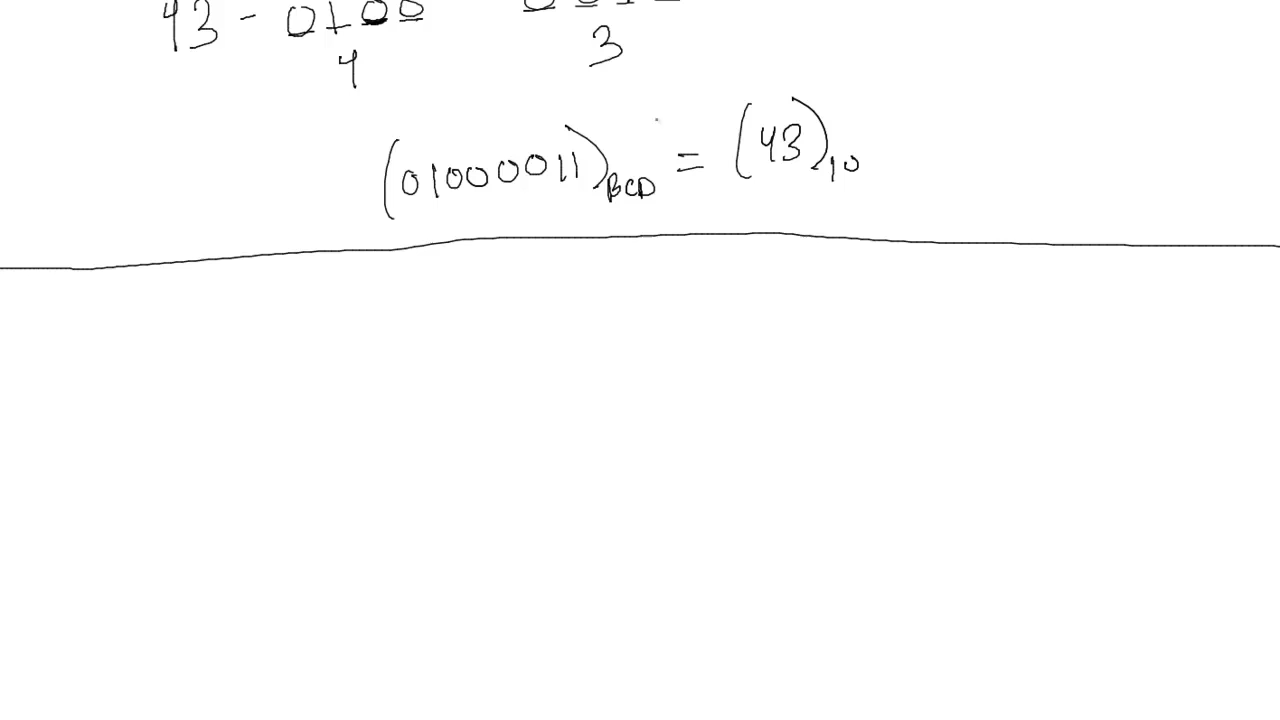 43 - 0100
4 3
(01000011)BCD = (43)10